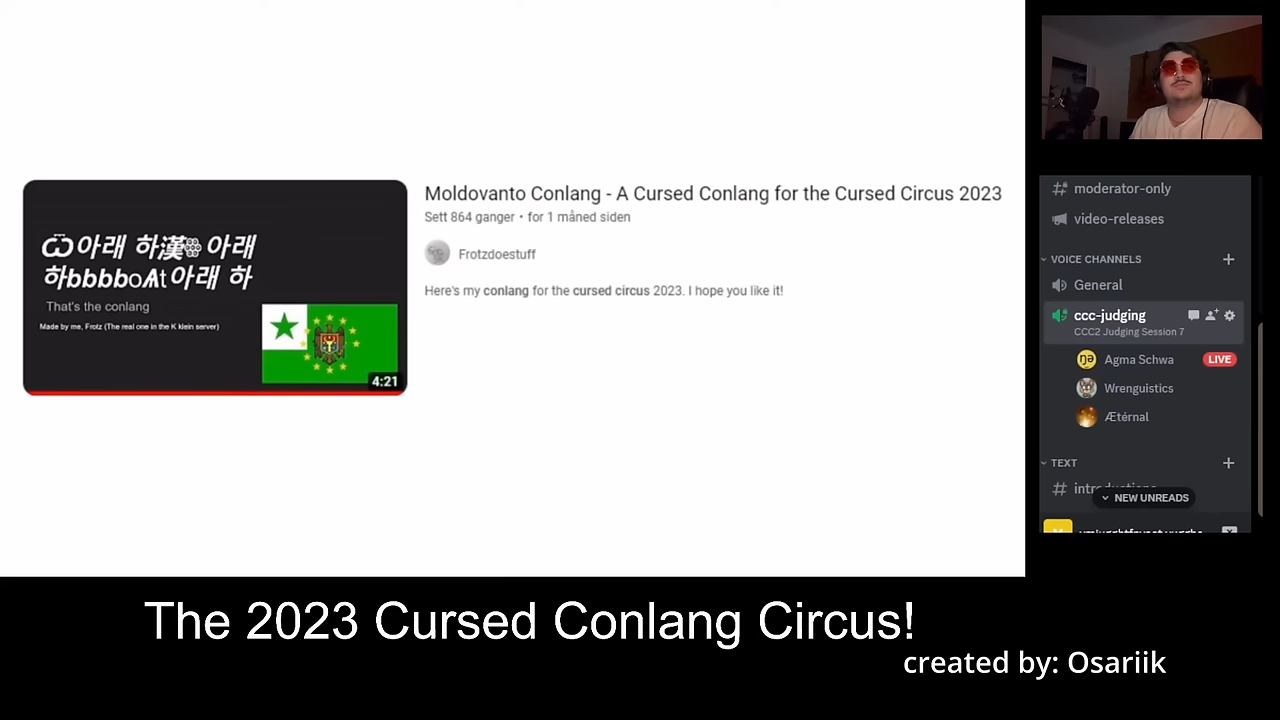 Ѿ아래 하漢ꙮ아래
하bbbboѦt아래 하
That's the conlang
Made by me, Frotz (The real one in the K klein server)
4:21
Moldovanto Conlang - A Cursed Conlang for the Cursed Circus 2023
Sett 864 ganger • for 1 måned siden
Frotzdoestuff
Here's my conlang for the cursed circus 2023. I hope you like it!
moderator-only
video-releases
VOICE CHANNELS
General
ccc-judging
CCC2 Judging Session 7
ŋə
Agma Schwa LIVE
Wrenguistics
Ætérnal
TEXT
NEW UNREADS
The 2023 Cursed Conlang Circus!
created by: Osariik